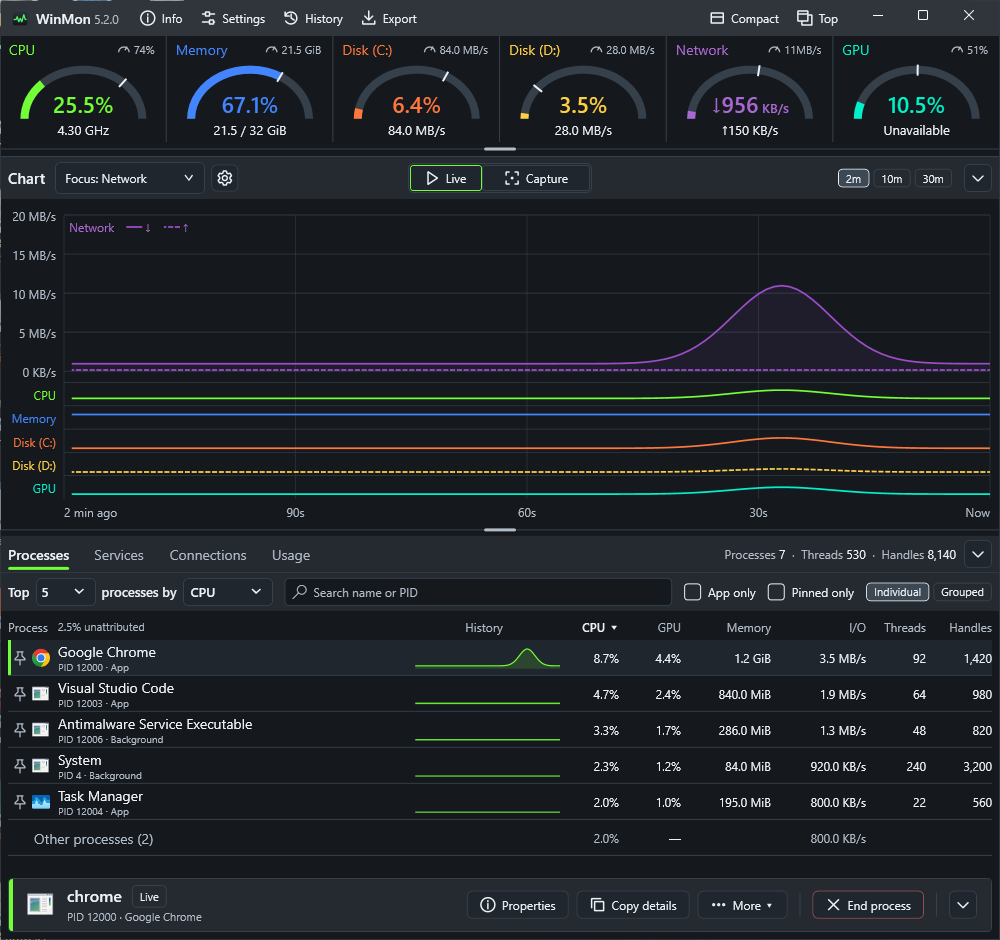 WinMon 5.2.0 Info Settings History Export Compact Top
CPU 74% Memory 21.5 GiB Disk (C:) 84.0 MB/s Disk (D:) 28.0 MB/s Network 11MB/s GPU 51%
25.5% 67.1% 6.4% 3.5% ↓956 KB/s 10.5%
4.30 GHz 21.5 / 32 GiB 84.0 MB/s 28.0 MB/s ↑150 KB/s Unavailable
Chart Focus: Network Live Capture 2m 10m 30m
20 MB/s
Network ↓ ↑
15 MB/s
10 MB/s
5 MB/s
0 KB/s
CPU
Memory
Disk (C:)
Disk (D:)
GPU
2 min ago 90s 60s 30s Now
Processes Services Connections Usage Processes 7 · Threads 530 · Handles 8,140
Top 5 processes by CPU Search name or PID App only Pinned only Individual Grouped
Process 2.5% unattributed History CPU ▼ GPU Memory I/O Threads Handles
Google Chrome
PID 12000 · App
8.7% 4.4% 1.2 GiB 3.5 MB/s 92 1,420
Visual Studio Code
PID 12003 · App
4.7% 2.4% 840.0 MiB 1.9 MB/s 64 980
Antimalware Service Executable
PID 12006 · Background
3.3% 1.7% 286.0 MiB 1.3 MB/s 48 820
System
PID 4 · Background
2.3% 1.2% 84.0 MiB 920.0 KB/s 240 3,200
Task Manager
PID 12004 · App
2.0% 1.0% 195.0 MiB 800.0 KB/s 22 560
Other processes (2) 2.0% — 800.0 KB/s
chrome Live
PID 12000 · Google Chrome
Properties Copy details ••• More ▾ End process